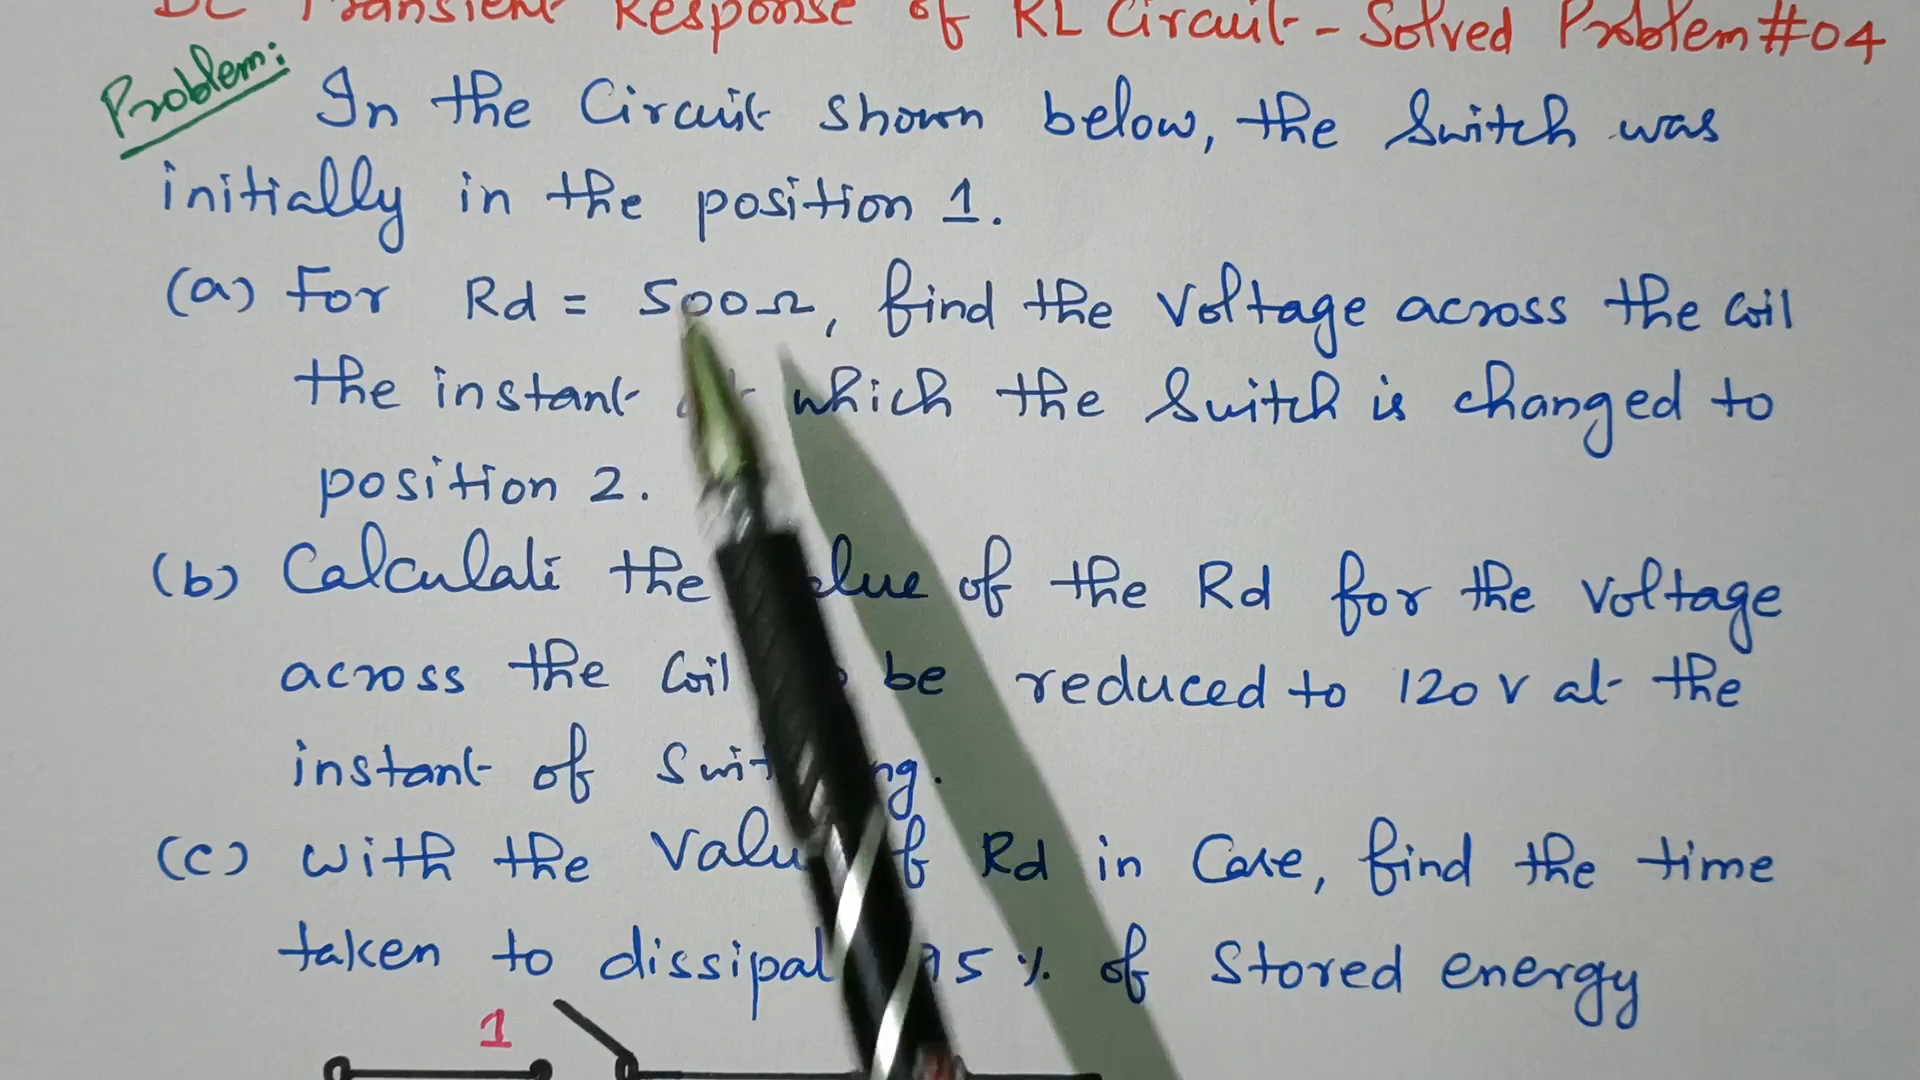 DC Transient Response of RL Circuit - Solved Problem #04
Problem:
In the Circuit shown below, the switch was
initially in the position 1.
(a) For Rd = 500Ω, find the voltage across the coil
the instant which the switch is changed to
position 2.
(b) Calculate the of the Rd for the voltage
across the coil be reduced to 120 V at the
instant of
(c) with the Rd in Case, find the time
taken to 95 % of stored energy
1